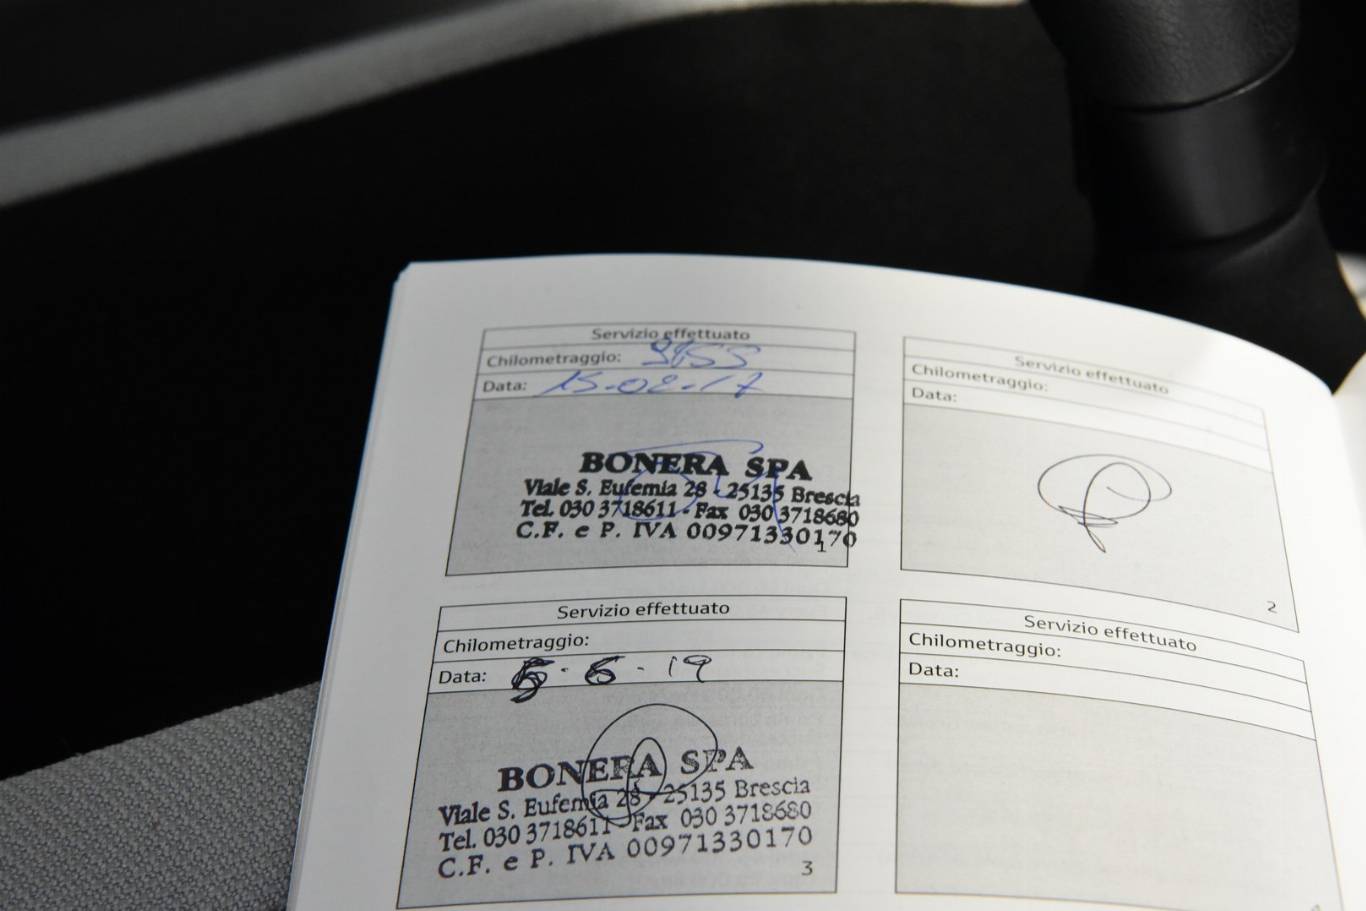 Servizio effettuato
Chilometraggio:
Data: 15-02-17
BONERA SPA
Viale S. Eufemia 28 - 25135 Brescia
Tel. 030 3718611 - Fax 030 3718680
C.F. e P. IVA 00971330170
1
Servizio effettuato
Chilometraggio:
Data:
2
Servizio effettuato
Chilometraggio:
Data: 5.6.19
BONERA SPA
Viale S. Eufemia 28 - 25135 Brescia
Tel. 030 3718611 - Fax 030 3718680
C.F. e P. IVA 00971330170
3
Servizio effettuato
Chilometraggio:
Data: